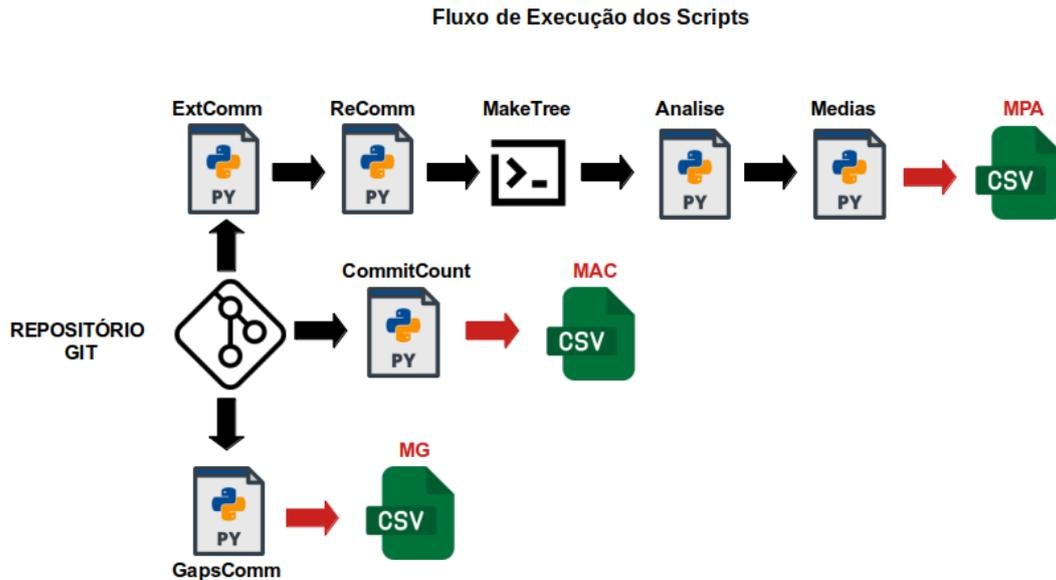 Fluxo de Execução dos Scripts
ExtComm
ReComm
MakeTree
Analise
Medias
MPA
PY
PY
>_
PY
PY
CSV
CommitCount
MAC
REPOSITÓRIO
GIT
PY
CSV
MG
PY
CSV
GapsComm